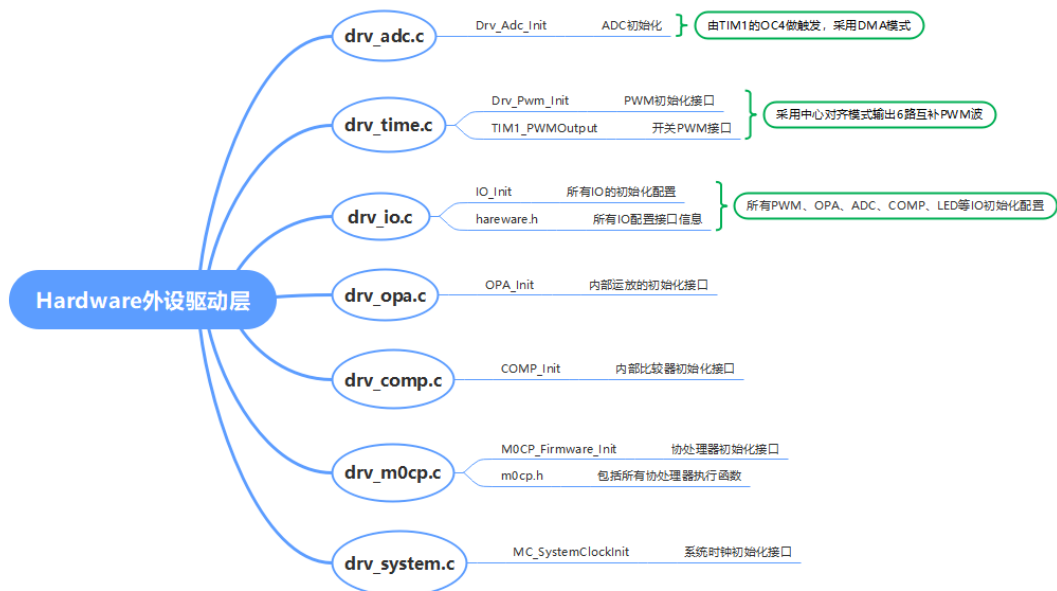 Hardware外设驱动层
drv_adc.c
Drv_Adc_Init ADC初始化
由TIM1的OC4做触发，采用DMA模式
drv_time.c
Drv_Pwm_Init PWM初始化接口
TIM1_PWMOutput 开关PWM接口
采用中心对齐模式输出6路互补PWM波
drv_io.c
IO_Init 所有IO的初始化配置
hareware.h 所有IO配置接口信息
所有PWM、OPA、ADC、COMP、LED等IO初始化配置
drv_opa.c
OPA_Init 内部运放的初始化接口
drv_comp.c
COMP_Init 内部比较器初始化接口
drv_m0cp.c
M0CP_Firmware_Init 协处理器初始化接口
m0cp.h 包括所有协处理器执行函数
drv_system.c
MC_SystemClockInit 系统时钟初始化接口